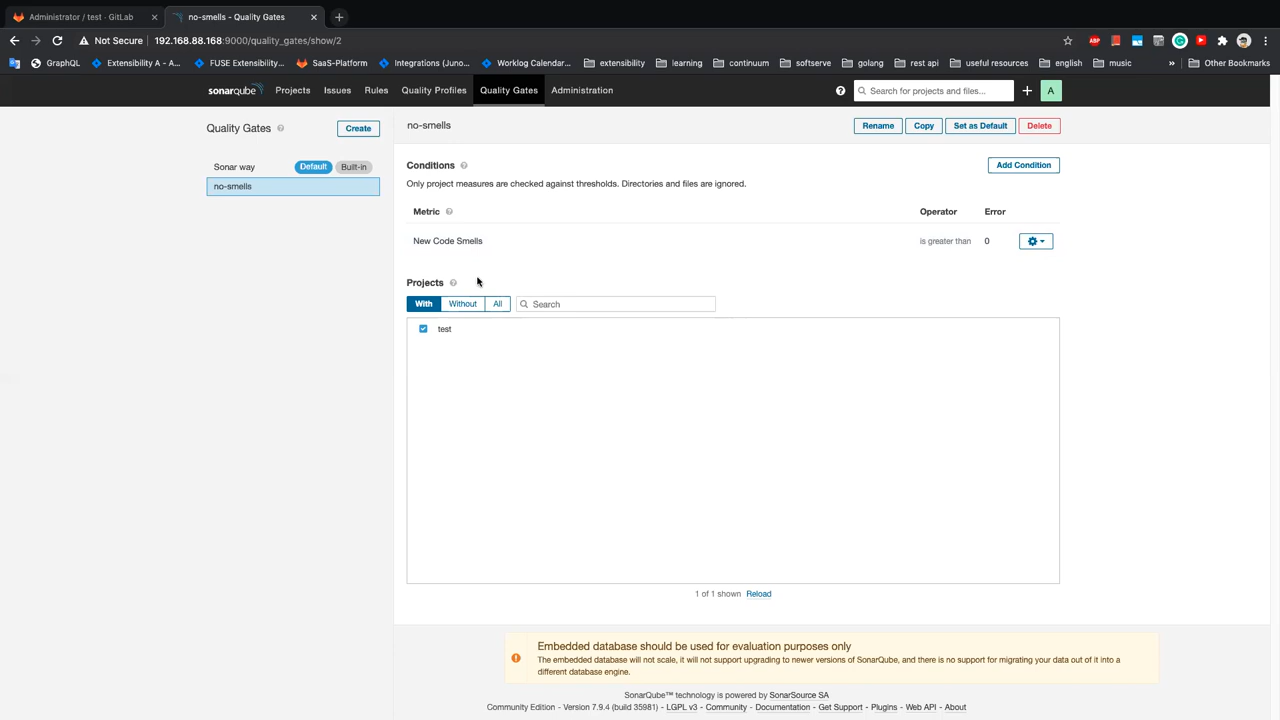 Administrator / test · GitLab
no-smells - Quality Gates
Not Secure
192.168.88.168:9000/quality_gates/show/2
ABP
GraphQL
Extensibility A - A...
FUSE Extensibility...
SaaS-Platform
Integrations (Juno...
Worklog Calendar...
extensibility
learning
continuum
softserve
golang
rest api
useful resources
english
music
»
Other Bookmarks
sonarqube
Projects
Issues
Rules
Quality Profiles
Quality Gates
Administration
Search for projects and files...
A
Quality Gates
Create
Sonar way
Default
Built-in
no-smells
no-smells
Rename
Copy
Set as Default
Delete
Conditions
Add Condition
Only project measures are checked against thresholds. Directories and files are ignored.
Metric
Operator
Error
New Code Smells
is greater than
0
Projects
With
Without
All
Search
test
1 of 1 shown Reload
Embedded database should be used for evaluation purposes only
The embedded database will not scale, it will not support upgrading to newer versions of SonarQube, and there is no support for migrating your data out of it into a
different database engine.
SonarQube™ technology is powered by SonarSource SA
Community Edition - Version 7.9.4 (build 35981) - LGPL v3 - Community - Documentation - Get Support - Plugins - Web API - About